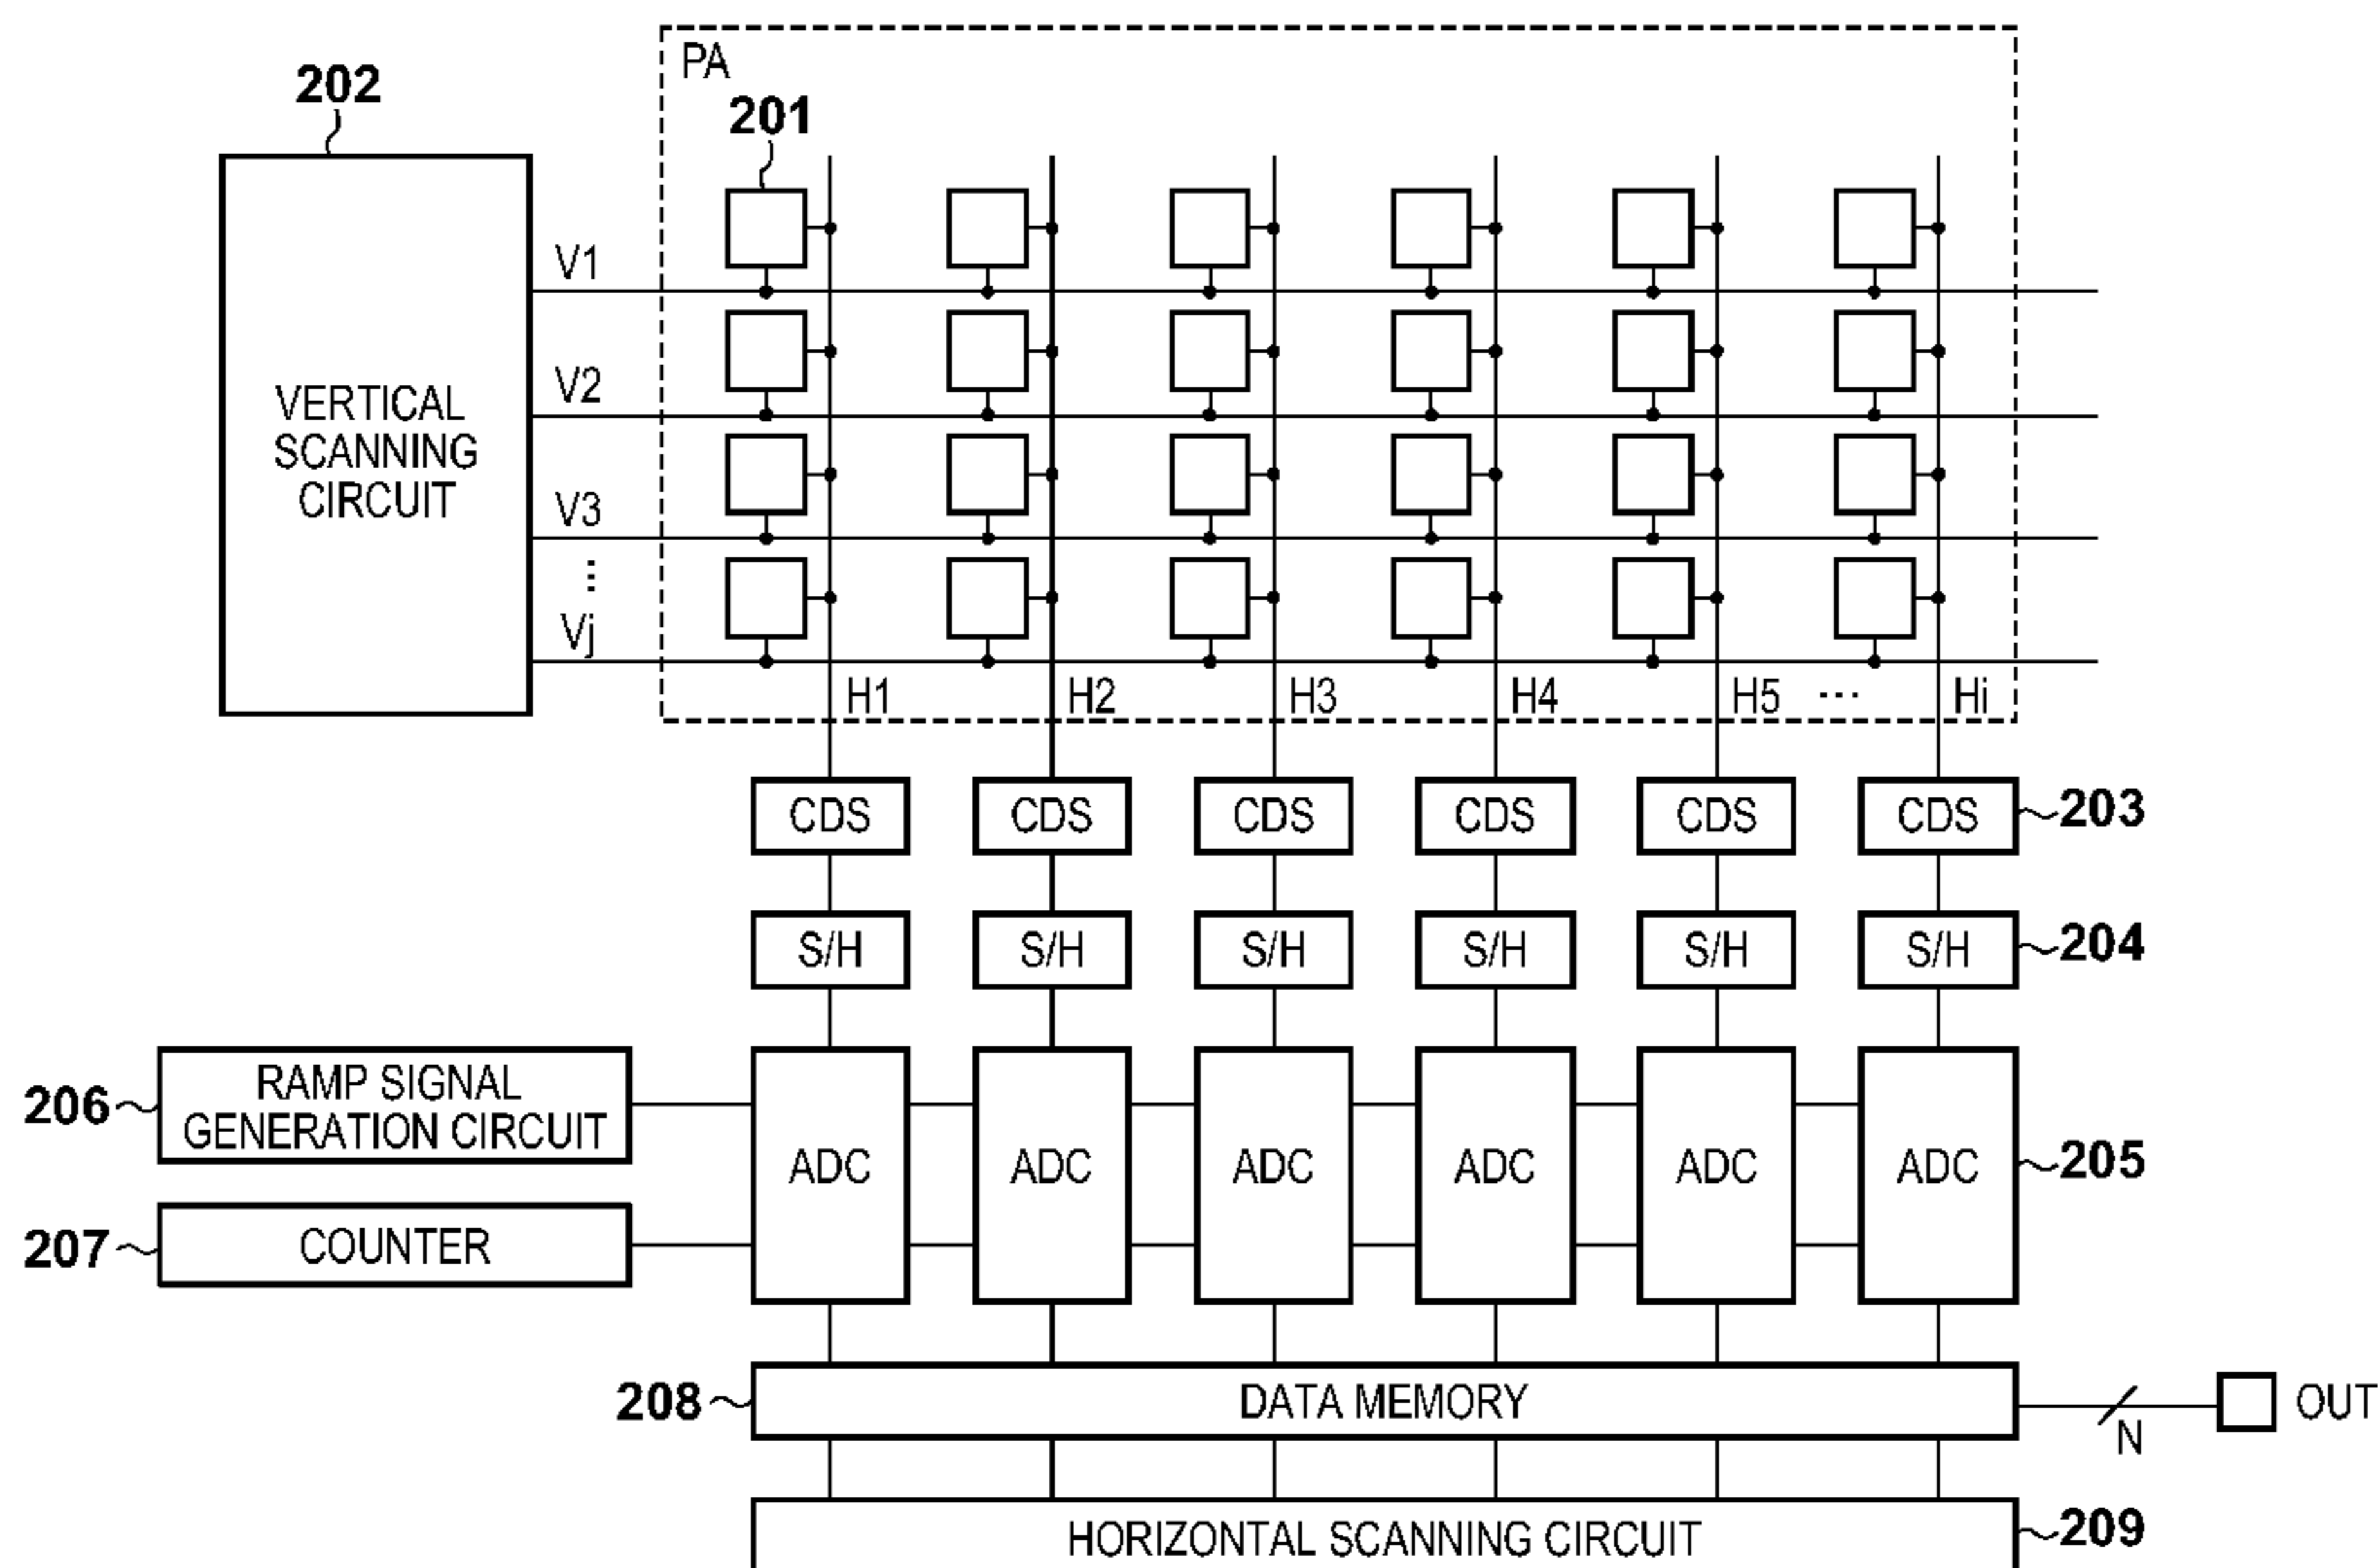 PA
202
201
V1
V2
VERTICAL
SCANNING
CIRCUIT
V3
⋮
Vj
H1 H2 H3 H4 H5 ... Hi
CDS CDS CDS CDS CDS CDS 203
S/H S/H S/H S/H S/H S/H 204
206 RAMP SIGNAL
GENERATION CIRCUIT
ADC ADC ADC ADC ADC ADC 205
207 COUNTER
208 DATA MEMORY N OUT
HORIZONTAL SCANNING CIRCUIT 209